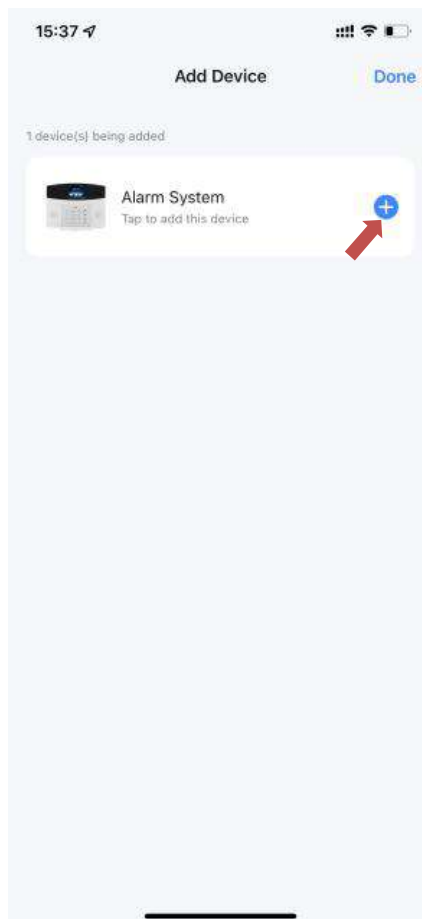 15:37
Add Device
Done
1 device(s) being added
Alarm System
Tap to add this device